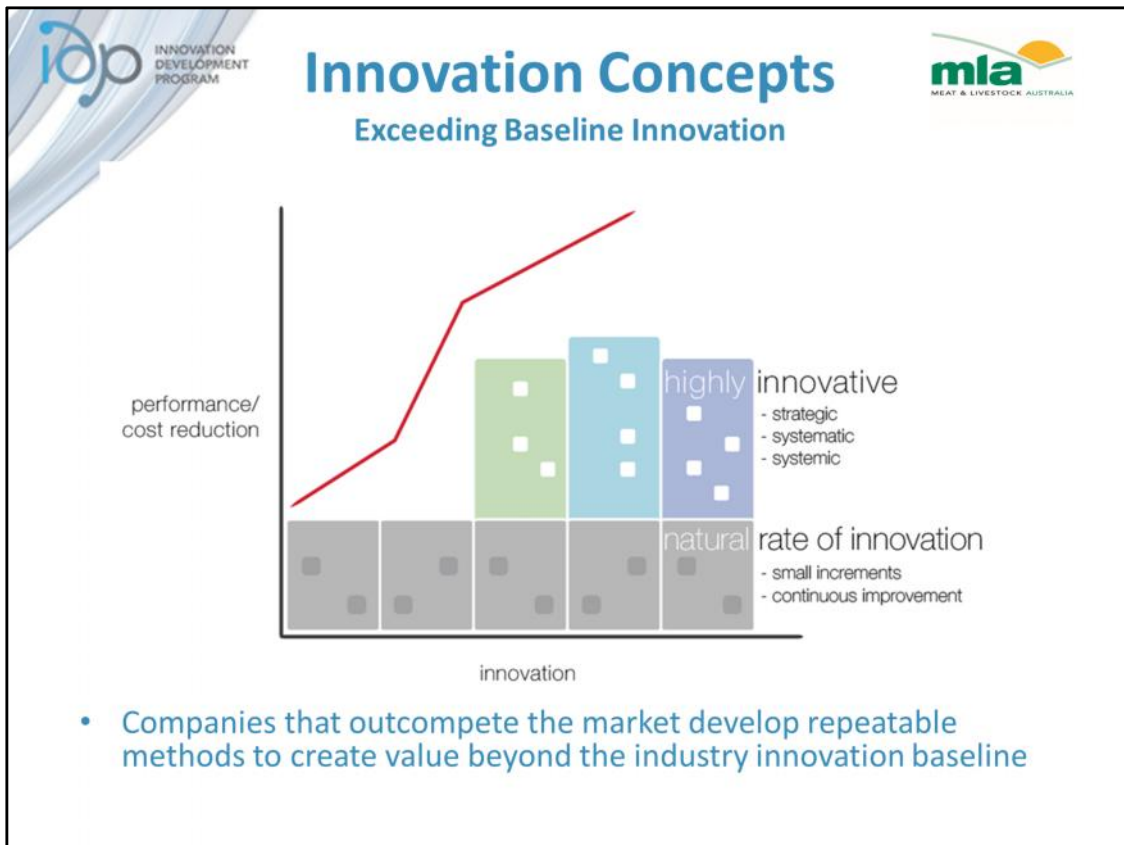 idp
INNOVATION
DEVELOPMENT
PROGRAM
Innovation Concepts
Exceeding Baseline Innovation
mla
MEAT & LIVESTOCK AUSTRALIA
performance/
cost reduction
highly innovative
- strategic
- systematic
- systemic
natural rate of innovation
- small increments
- continuous improvement
innovation
• Companies that outcompete the market develop repeatable
methods to create value beyond the industry innovation baseline